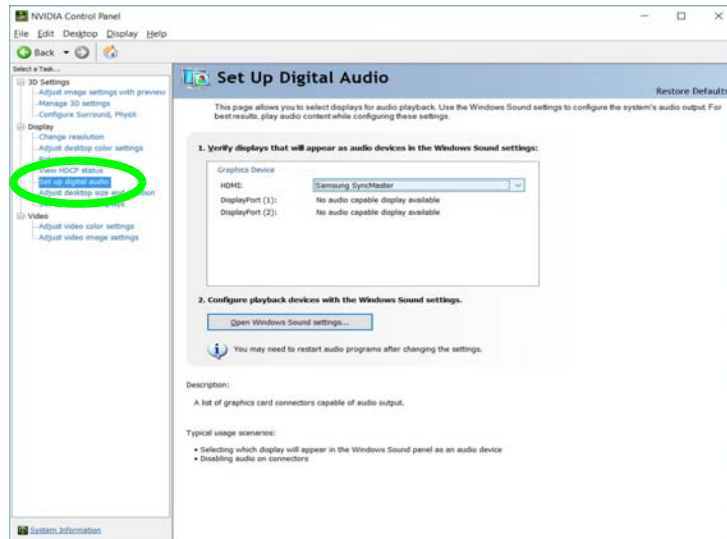 NVIDIA Control Panel
File Edit Desktop Display Help
Back
Select a Task...
3D Settings
Adjust image settings with preview
Manage 3D settings
Configure Surround, PhysX
Display
Change resolution
Adjust desktop color settings
View HDCP status
Set up digital audio
Adjust desktop size and
Video
Adjust video color settings
Adjust video image settings
System Information
Set Up Digital Audio
Restore Defaults
This page allows you to select displays for audio playback. Use the Windows Sound settings to configure the system's audio output. For
best results, play audio content while configuring these settings.
1. Verify displays that will appear as audio devices in the Windows Sound settings:
Graphics Device
HDMI: Samsung SyncMaster
DisplayPort (1): No audio capable display available
DisplayPort (2): No audio capable display available
2. Configure playback devices with the Windows Sound settings.
Open Windows Sound settings...
You may need to restart audio programs after changing the settings.
Description:
A list of graphics card connectors capable of audio output.
Typical usage scenarios:
• Selecting which display will appear in the Windows Sound panel as an audio device
• Disabling audio on connectors